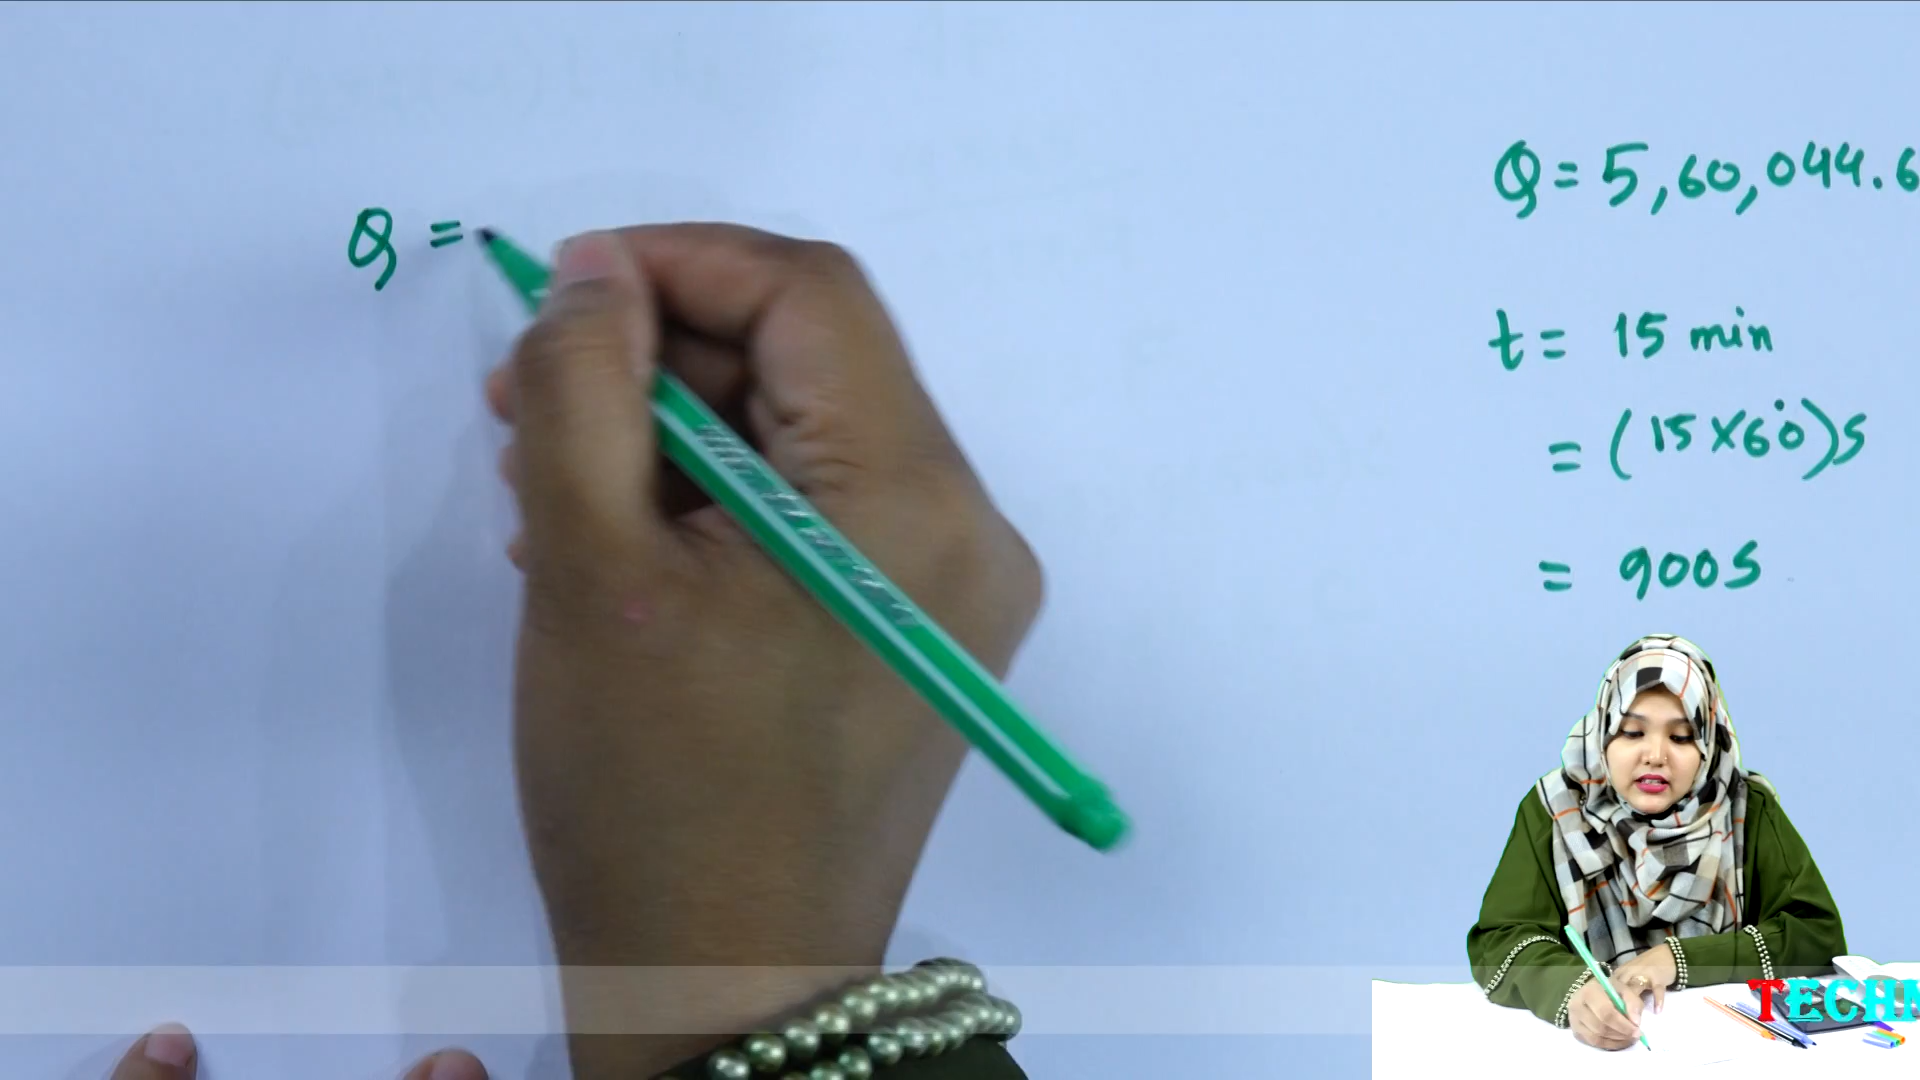 Q =
Q = 5,60,044.6
t = 15 min
= (15×60)s
= 900s
TECH